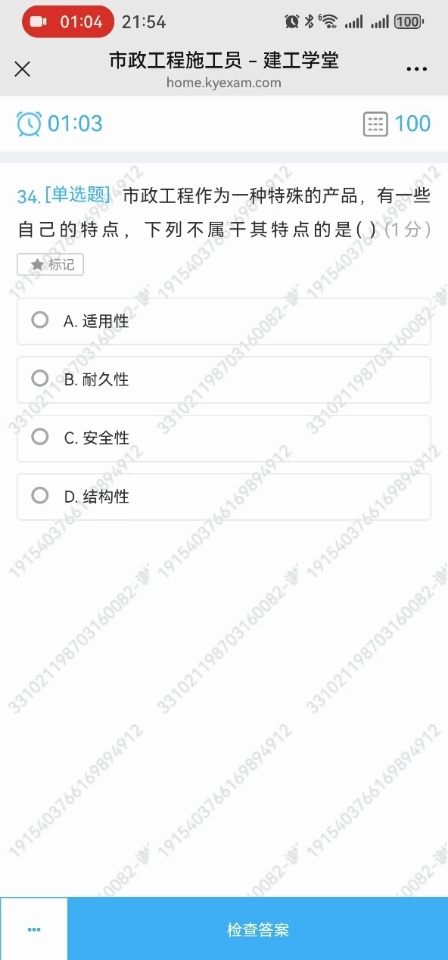 01:04 21:54 100
市政工程施工员 – 建工学堂
home.kyexam.com
01:03 100
34.[单选题] 市政工程作为一种特殊的产品，有一些
自己的特点，下列不属于其特点的是( ) (1分)
★ 标记
A. 适用性
B. 耐久性
C. 安全性
D. 结构性
191540376616989​4912
331021198703160082-谢
检查答案